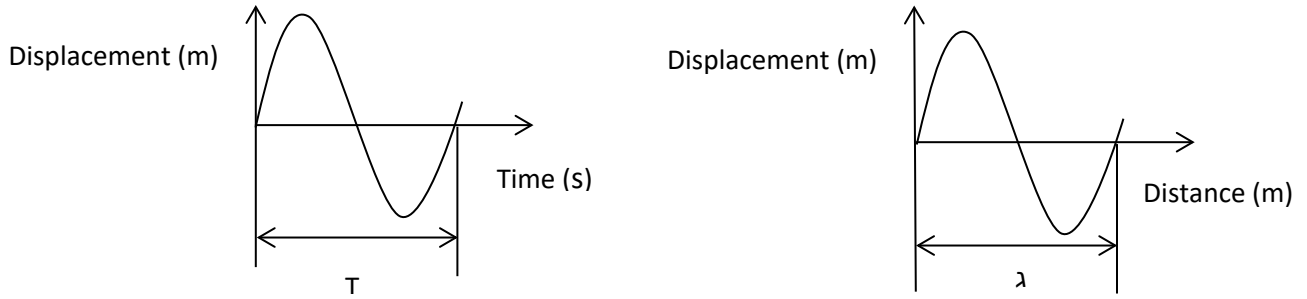 Displacement (m)
Time (s)
T
Displacement (m)
Distance (m)
λ